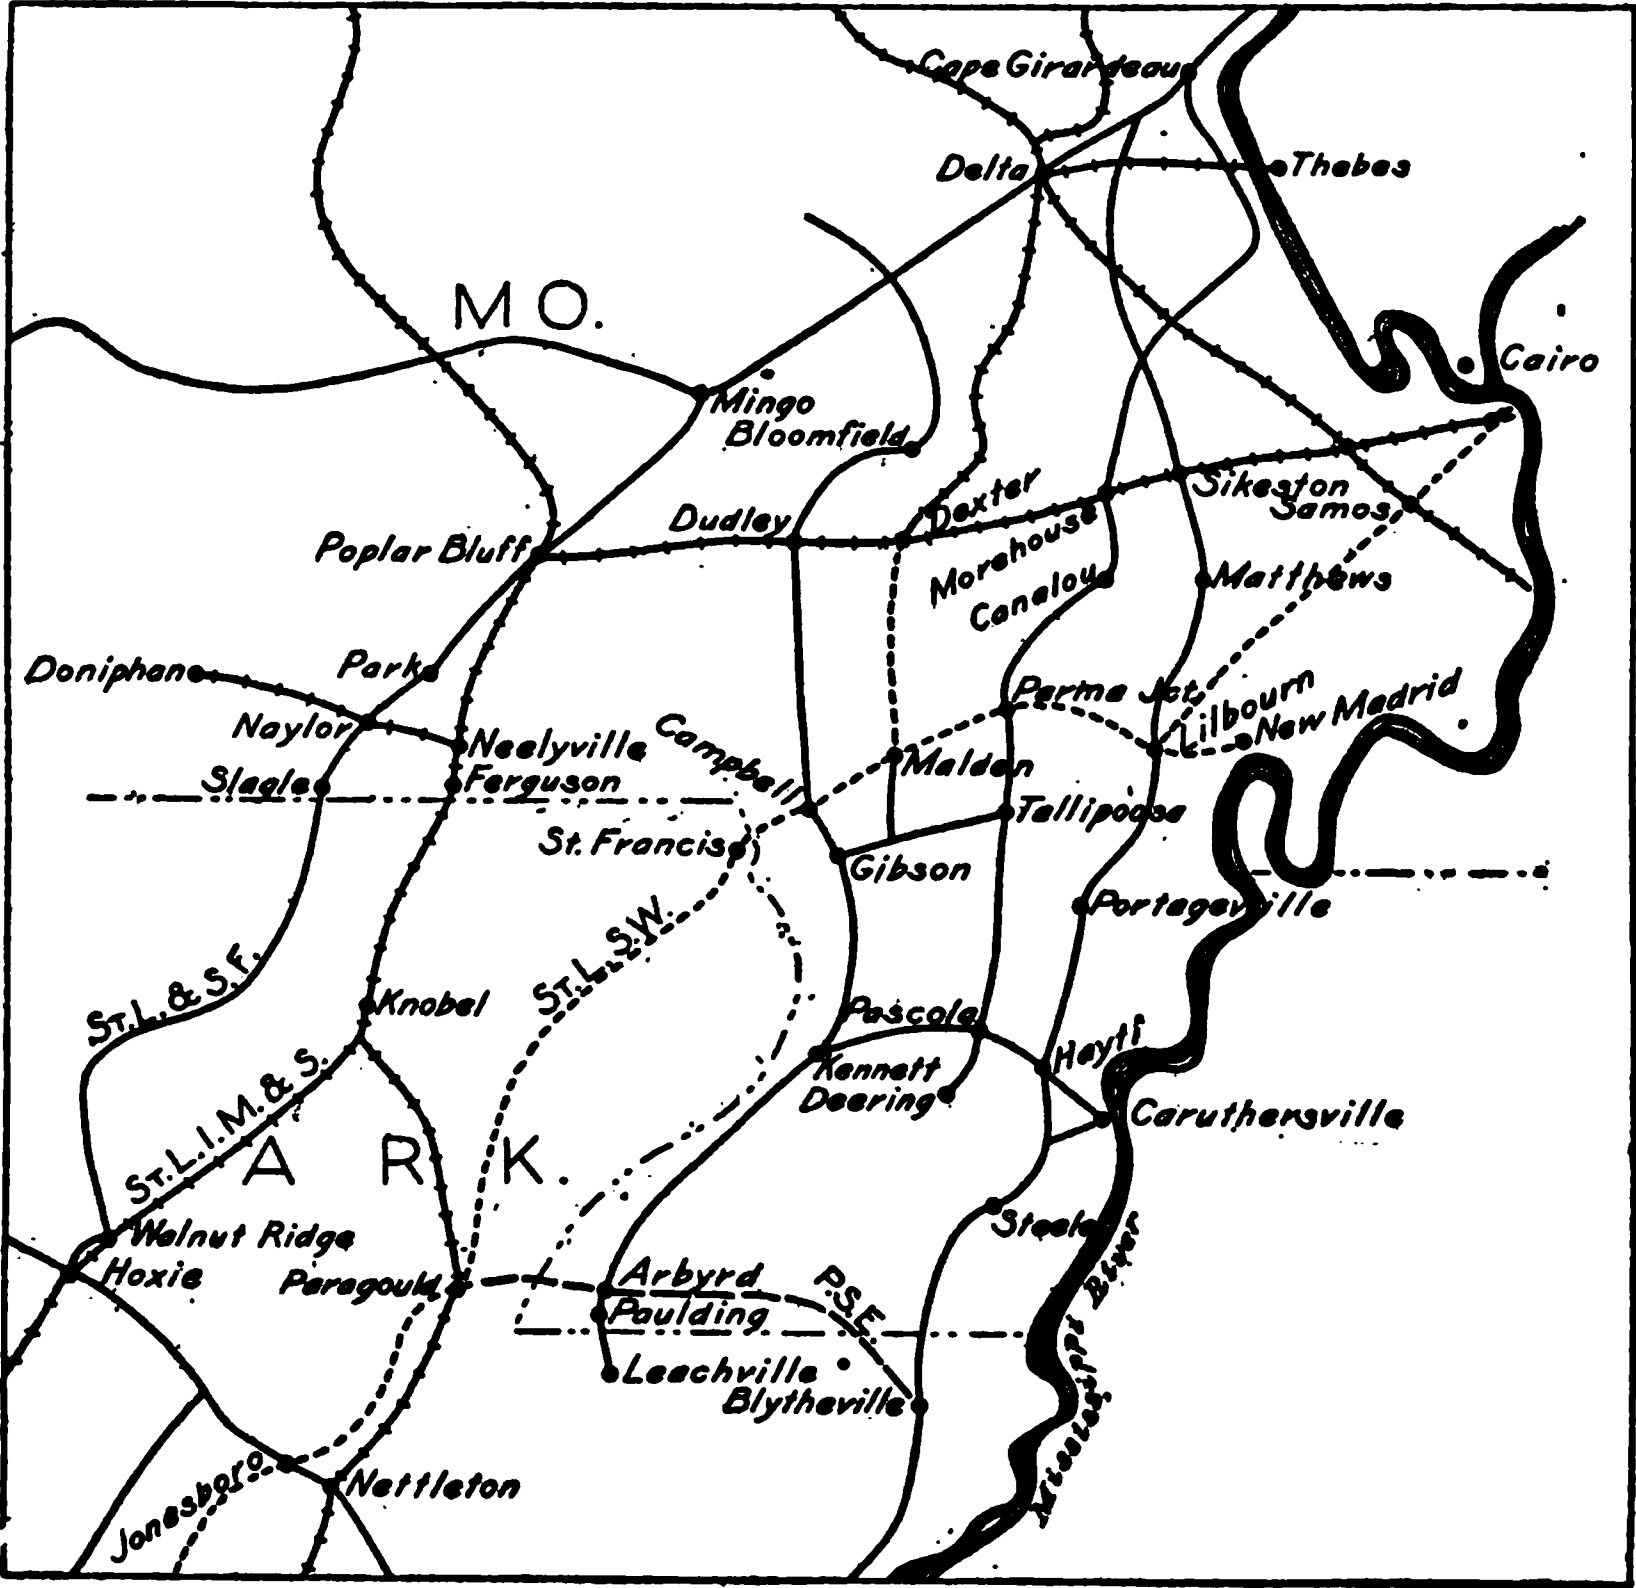 Cape Girardeau
Delta
Thebes
MO.
Cairo
Mingo
Bloomfield
Dexter
Sikeston
Samos
Dudley
Morehouse
Poplar Bluff
Canalou
Matthews
Doniphan
Park
Parma Jct.
Lilbourn
New Madrid
Naylor
Neelyville
Campbell
Malden
Slagle
Ferguson
Tallipoosa
St. Francis
Gibson
Portageville
ST.L. & S.F.
ST.L. S.W.
Knobel
Pascola
Hayti
Kennett
Deering
ST.L.I.M.& S.
Caruthersville
ARK.
Walnut Ridge
Steele
Hoxie
Paragould
Arbyrd
P.S.E.
Paulding
Mississippi River
Leachville
Blytheville
Jonesboro
Nettleton